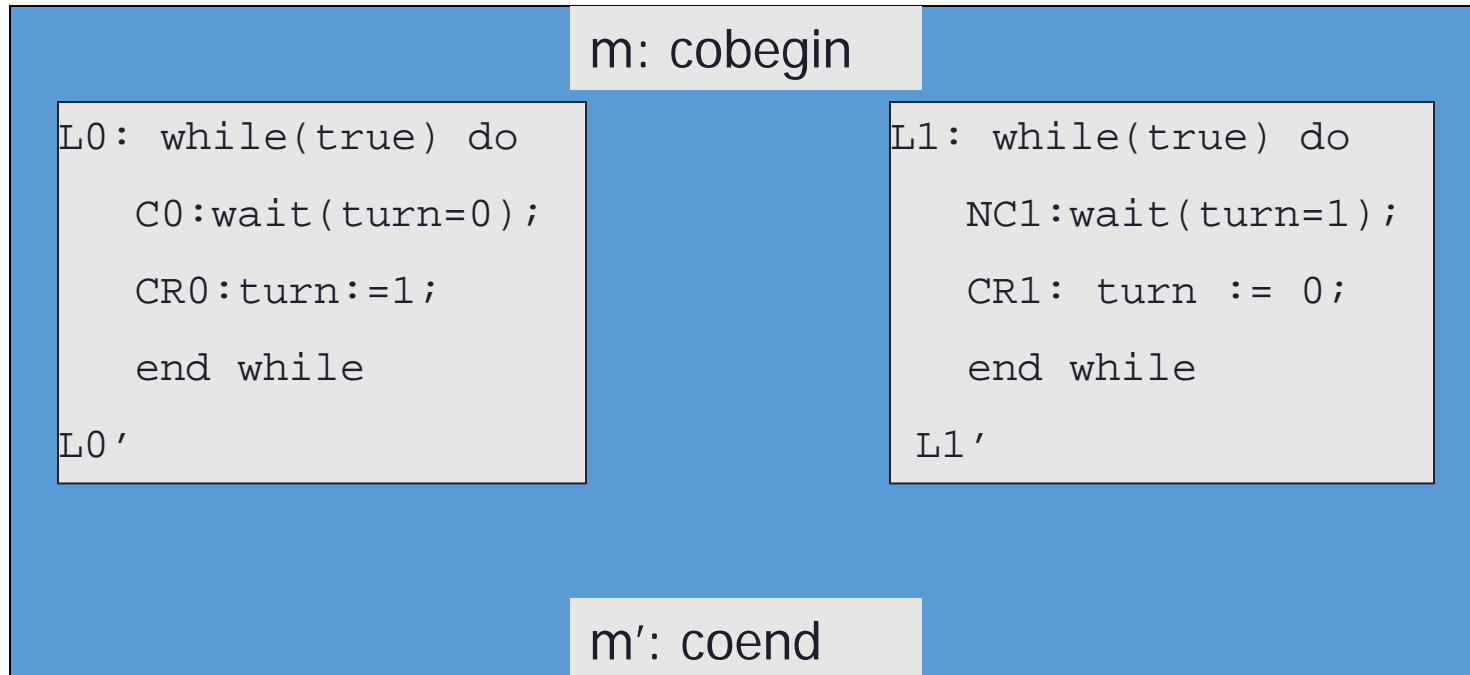 m: cobegin
L0: while(true) do
C0:wait(turn=0);
CR0:turn:=1;
end while
L0′
L1: while(true) do
NC1:wait(turn=1);
CR1: turn := 0;
end while
L1′
m′: coend